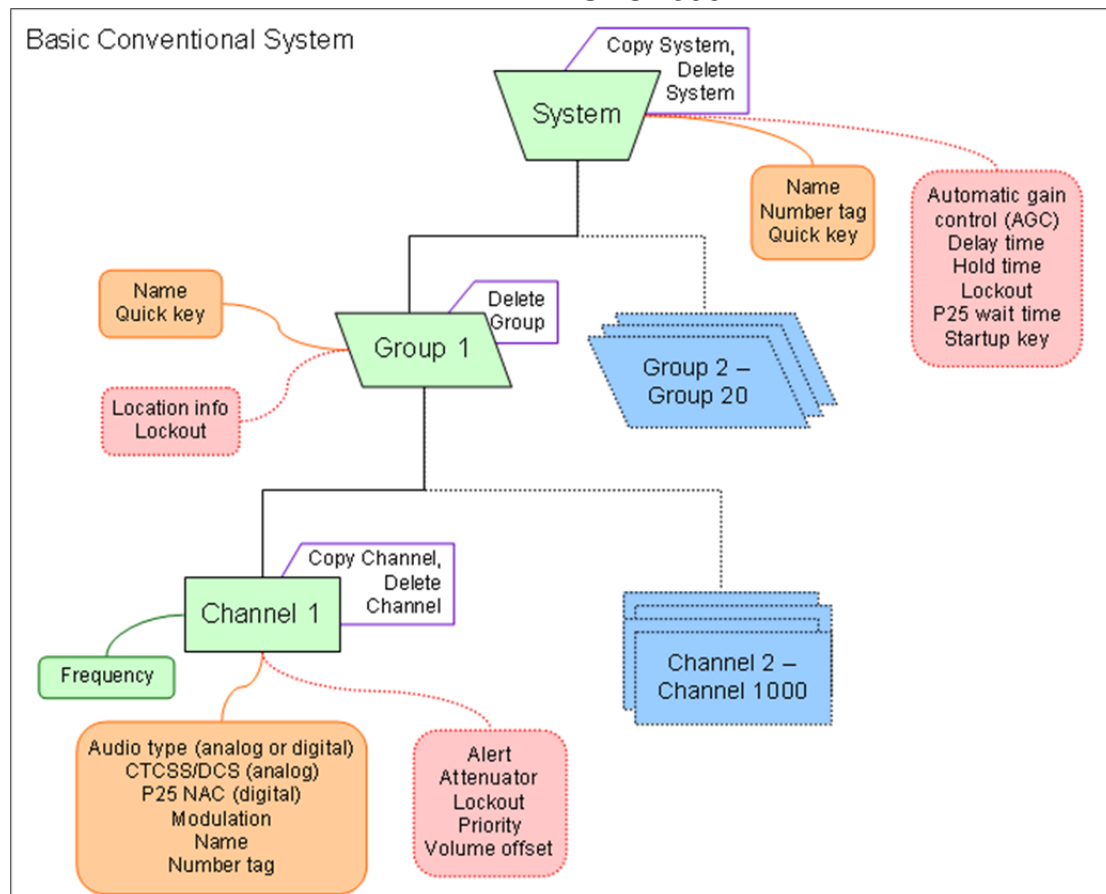 Basic Conventional System
Copy System,
Delete
System
System
Name
Number tag
Quick key
Automatic gain
control (AGC)
Delay time
Hold time
Lockout
P25 wait time
Startup key
Name
Quick key
Delete
Group
Group 1
Group 2 –
Group 20
Location info
Lockout
Copy Channel,
Delete
Channel
Channel 1
Frequency
Channel 2 –
Channel 1000
Audio type (analog or digital)
CTCSS/DCS (analog)
P25 NAC (digital)
Modulation
Name
Number tag
Alert
Attenuator
Lockout
Priority
Volume offset